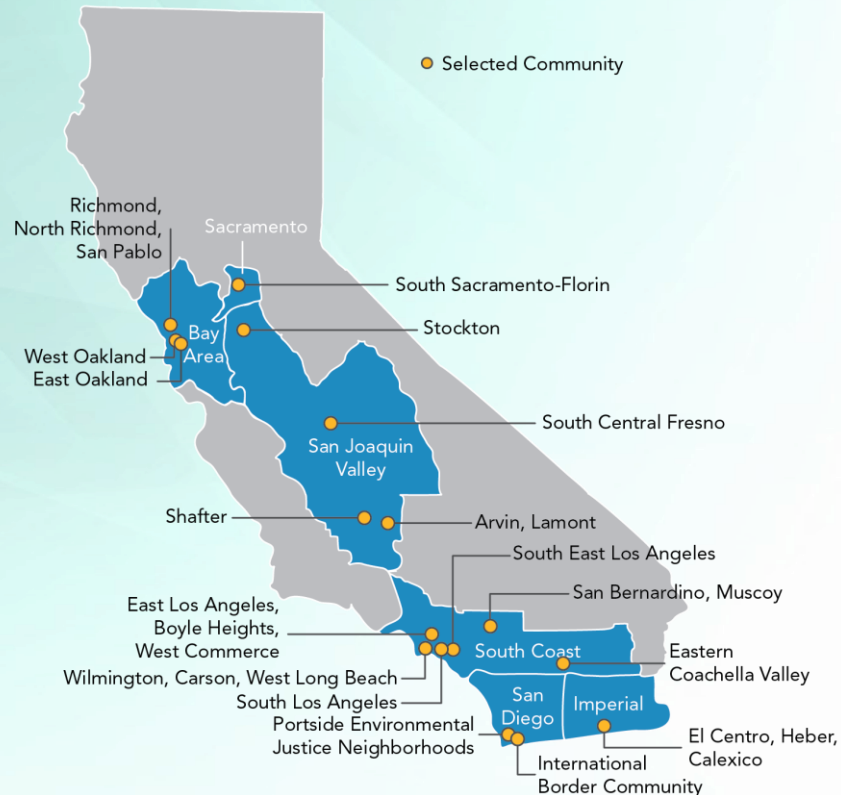 Selected Community
Richmond,
North Richmond,
San Pablo
Sacramento
South Sacramento-Florin
Stockton
Bay
Area
West Oakland
East Oakland
South Central Fresno
San Joaquin
Valley
Shafter
Arvin, Lamont
South East Los Angeles
San Bernardino, Muscoy
East Los Angeles,
Boyle Heights,
West Commerce
South Coast
Eastern
Coachella Valley
Wilmington, Carson, West Long Beach
South Los Angeles
San
Diego
Imperial
Portside Environmental
Justice Neighborhoods
El Centro, Heber,
Calexico
International
Border Community